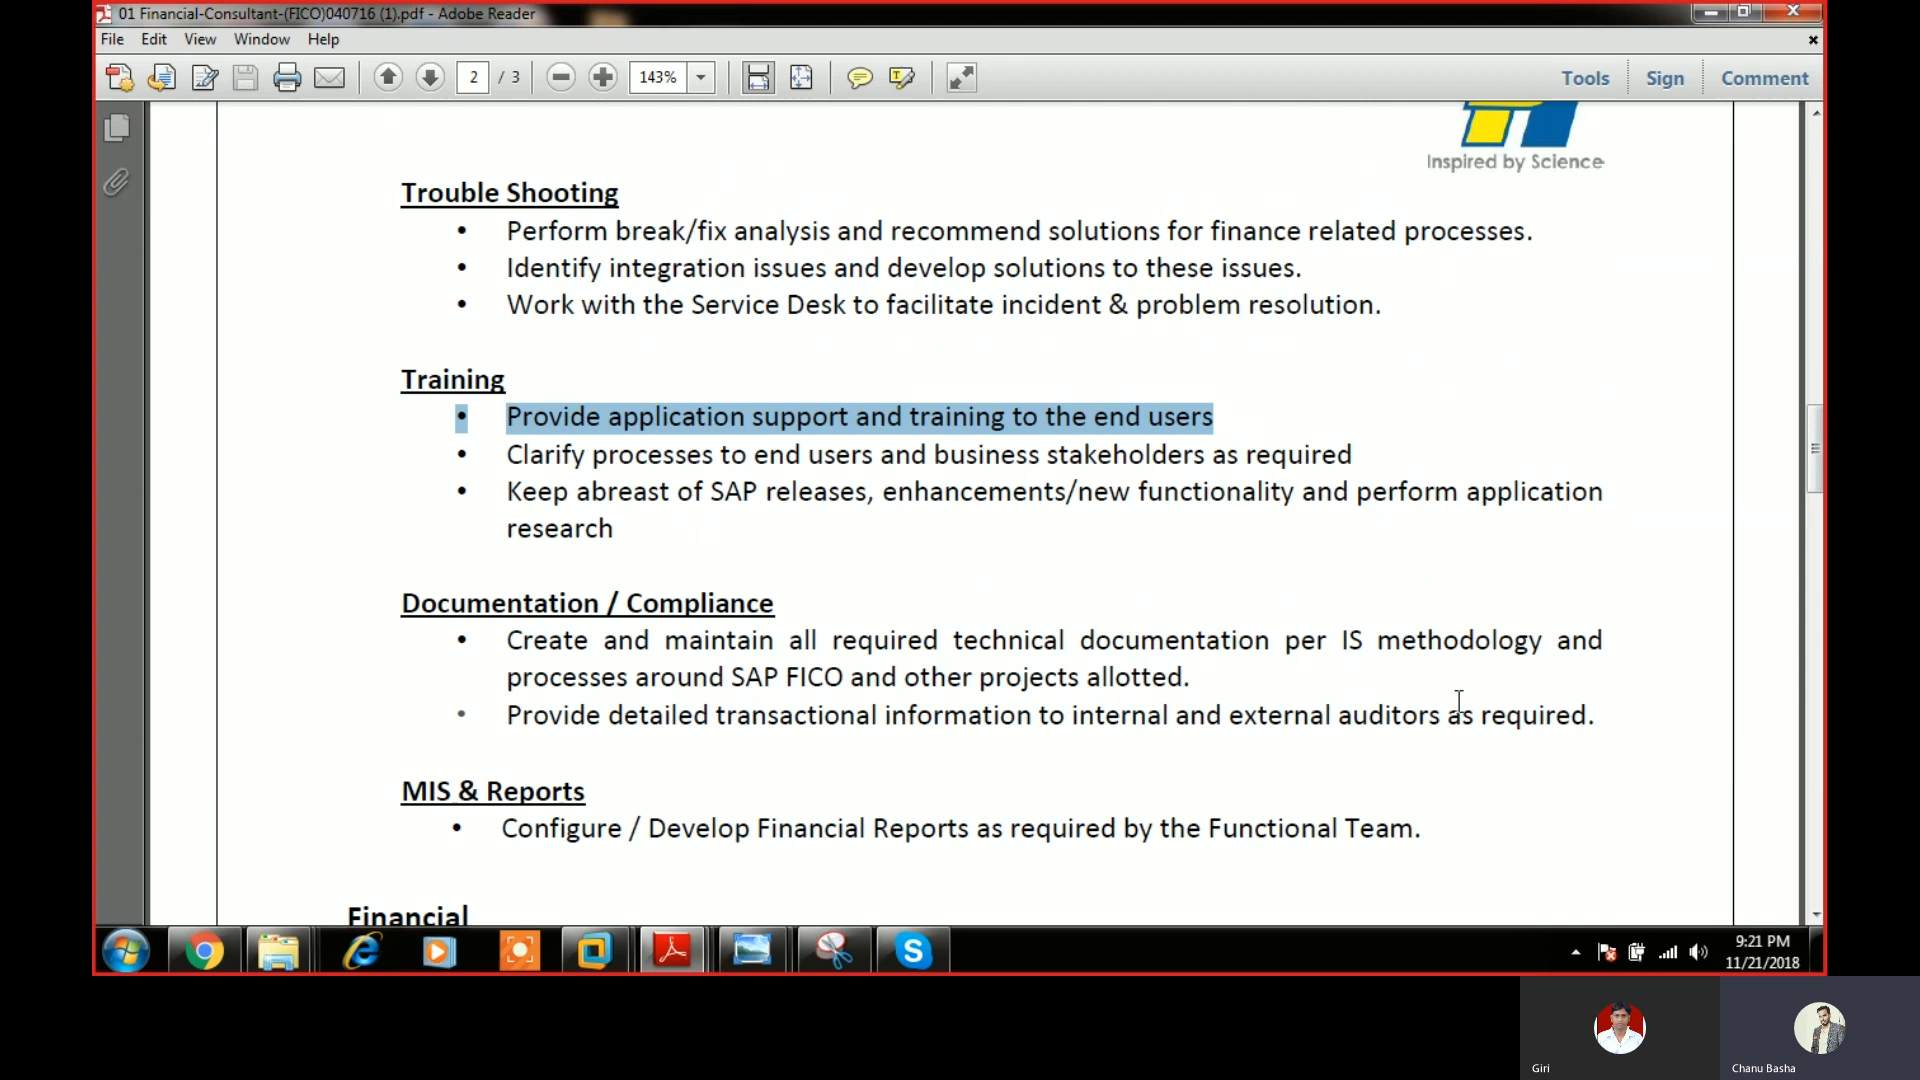 01 Financial-Consultant-(FICO)040716 (1).pdf - Adobe Reader
File Edit View Window Help
2 / 3 143% Tools Sign Comment
Inspired by Science
Trouble Shooting
• Perform break/fix analysis and recommend solutions for finance related processes.
• Identify integration issues and develop solutions to these issues.
• Work with the Service Desk to facilitate incident & problem resolution.
Training
• Provide application support and training to the end users
• Clarify processes to end users and business stakeholders as required
• Keep abreast of SAP releases, enhancements/new functionality and perform application
research
Documentation / Compliance
• Create and maintain all required technical documentation per IS methodology and
processes around SAP FICO and other projects allotted.
• Provide detailed transactional information to internal and external auditors as required.
MIS & Reports
• Configure / Develop Financial Reports as required by the Functional Team.
Financial
9:21 PM
11/21/2018
Giri Chanu Basha